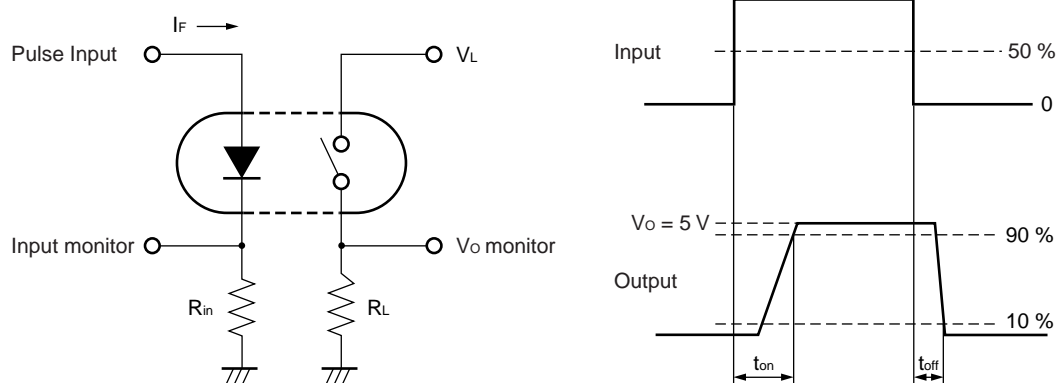 IF
Pulse Input
VL
Input monitor
VO monitor
Rin
RL
Input
50 %
0
VO = 5 V
90 %
Output
10 %
ton
toff